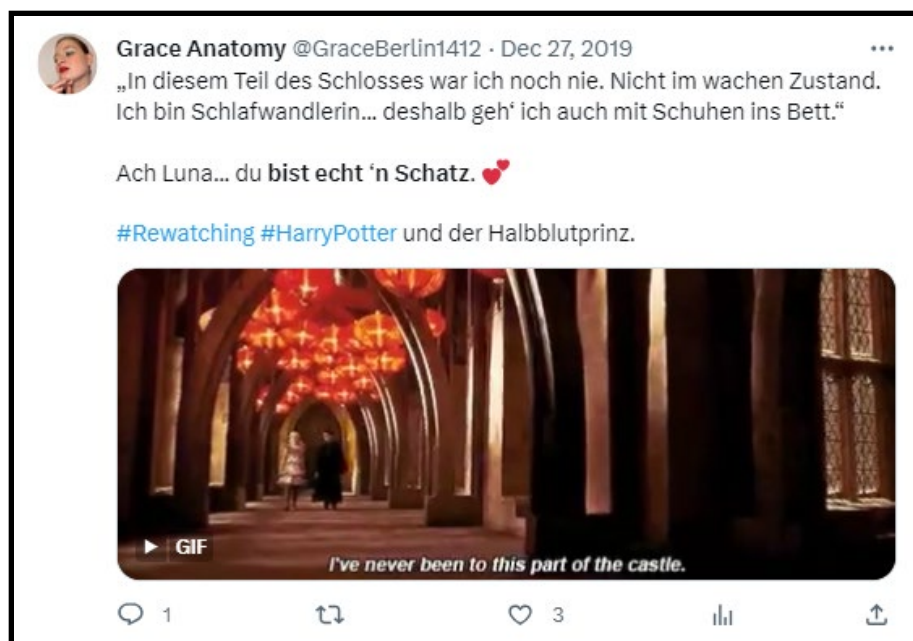 Grace Anatomy @GraceBerlin1412 · Dec 27, 2019
„In diesem Teil des Schlosses war ich noch nie. Nicht im wachen Zustand.
Ich bin Schlafwandlerin... deshalb geh‘ ich auch mit Schuhen ins Bett.“
Ach Luna... du bist echt ‘n Schatz. 💕
#Rewatching #HarryPotter und der Halbblutprinz.
GIF
I've never been to this part of the castle.
1 3